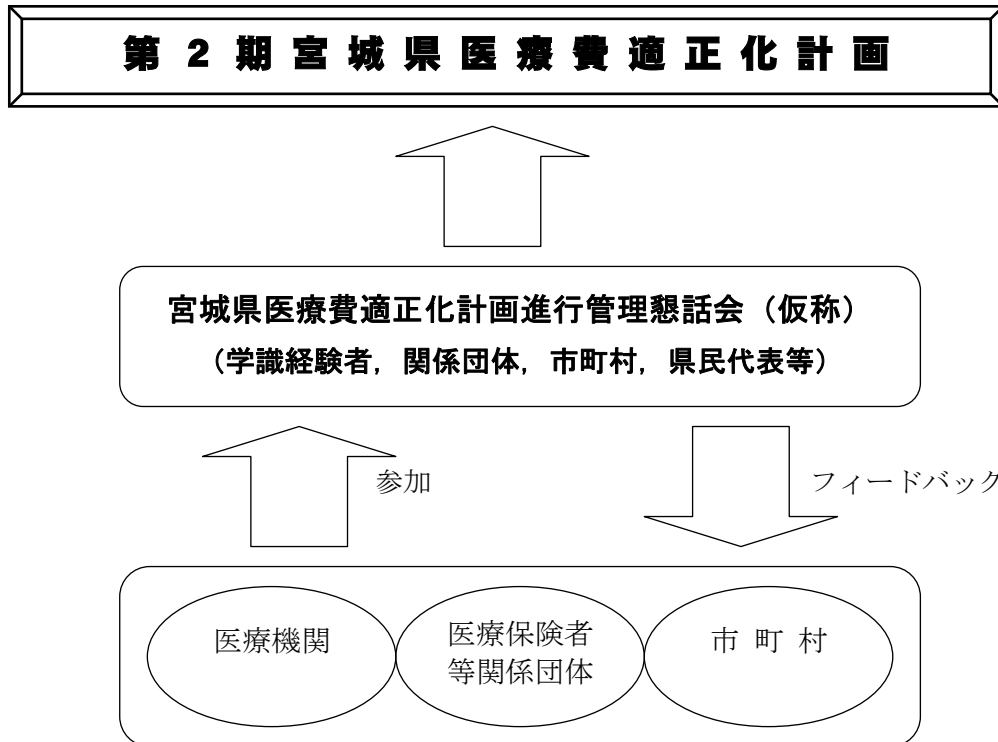 第2期宮城県医療費適正化計画
宮城県医療費適正化計画進行管理懇話会（仮称）
（学識経験者，関係団体，市町村，県民代表等）
参加
フィードバック
医療機関
医療保険者
等関係団体
市 町 村